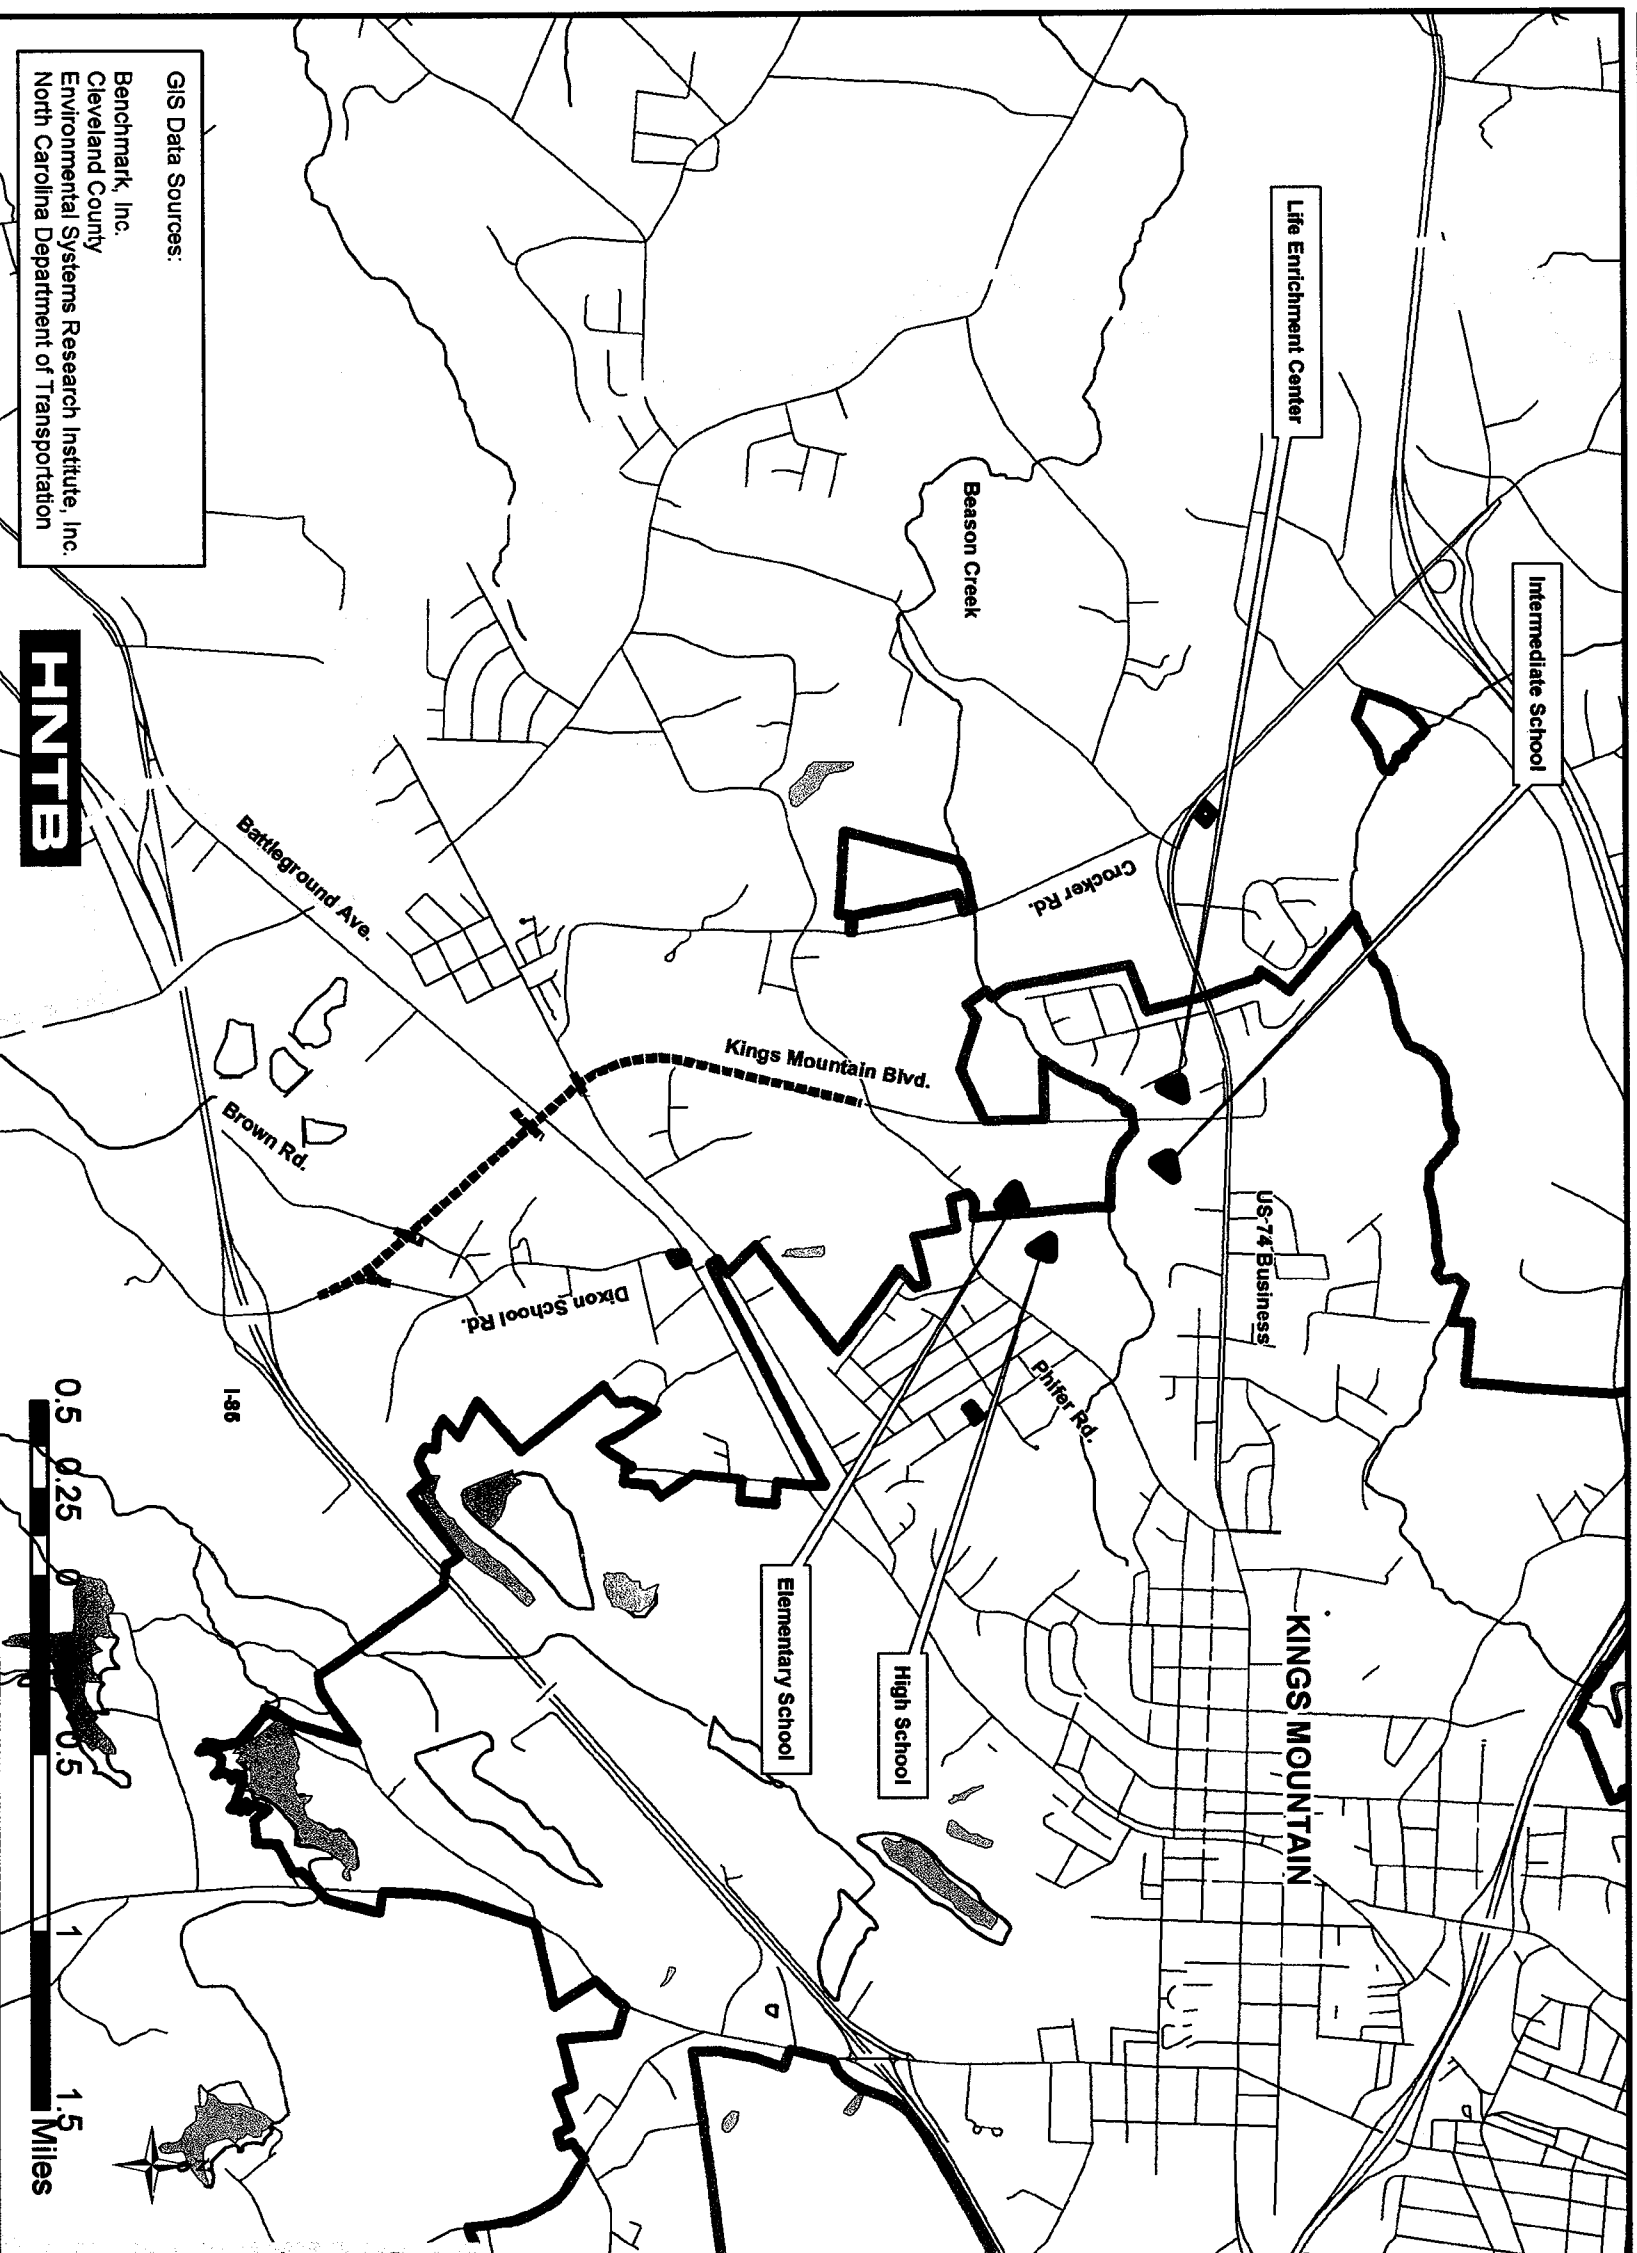 Intermediate School
Life Enrichment Center
US-74 Business
KINGS MOUNTAIN
Crocker Rd.
Beason Creek
Phifer Rd.
High School
Kings Mountain Blvd.
Elementary School
Dixon School Rd.
Battleground Ave.
Brown Rd.
I-85
GIS Data Sources:
Benchmark, Inc.
Cleveland County
Environmental Systems Research Institute, Inc.
North Carolina Department of Transportation
HNTB
0.5 0.25 0 0.5 1 1.5
Miles